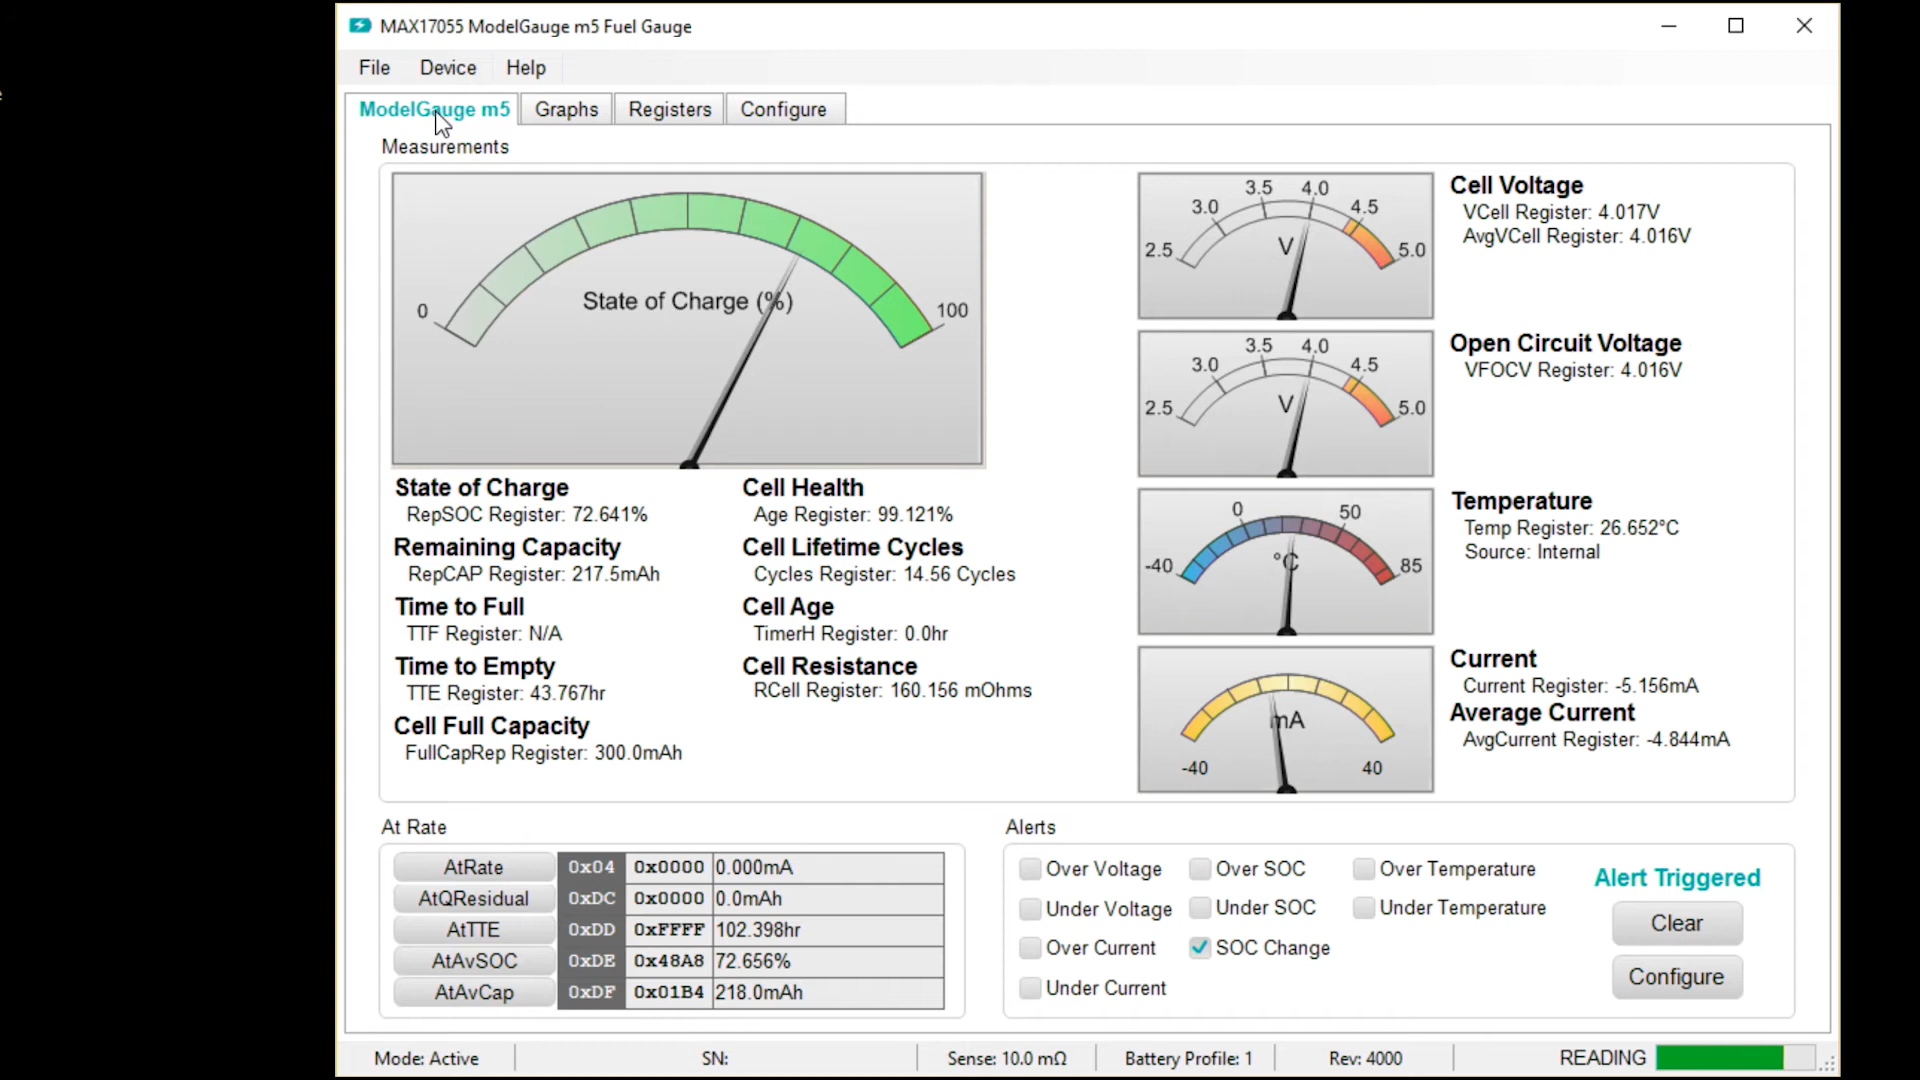 MAX17055 ModelGauge m5 Fuel Gauge
File Device Help
ModelGauge m5 Graphs Registers Configure
Measurements
0 State of Charge (%) 100
State of Charge
RepSOC Register: 72.641%
Remaining Capacity
RepCAP Register: 217.5mAh
Time to Full
TTF Register: N/A
Time to Empty
TTE Register: 43.767hr
Cell Full Capacity
FullCapRep Register: 300.0mAh
Cell Health
Age Register: 99.121%
Cell Lifetime Cycles
Cycles Register: 14.56 Cycles
Cell Age
TimerH Register: 0.0hr
Cell Resistance
RCell Register: 160.156 mOhms
2.5 3.0 3.5 4.0 4.5 5.0
V
Cell Voltage
VCell Register: 4.017V
AvgVCell Register: 4.016V
2.5 3.0 3.5 4.0 4.5 5.0
V
Open Circuit Voltage
VFOCV Register: 4.016V
-40 0 50 85
°C
Temperature
Temp Register: 26.652°C
Source: Internal
mA
-40 40
Current
Current Register: -5.156mA
Average Current
AvgCurrent Register: -4.844mA
At Rate
AtRate 0x04 0x0000 0.000mA
AtQResidual 0xDC 0x0000 0.0mAh
AtTTE 0xDD 0xFFFF 102.398hr
AtAvSOC 0xDE 0x48A8 72.656%
AtAvCap 0xDF 0x01B4 218.0mAh
Alerts
Over Voltage Over SOC Over Temperature
Under Voltage Under SOC Under Temperature
Over Current SOC Change
Under Current
Alert Triggered
Clear
Configure
Mode: Active SN: Sense: 10.0 mΩ Battery Profile: 1 Rev: 4000 READING